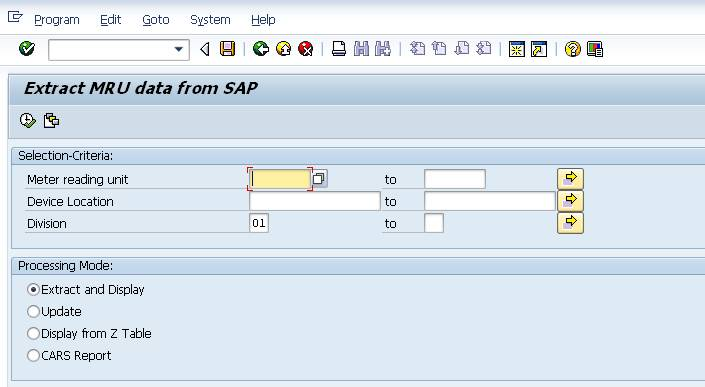 Program Edit Goto System Help
Extract MRU data from SAP
Selection-Criteria:
Meter reading unit to
Device Location to
Division 01 to
Processing Mode:
Extract and Display
Update
Display from Z Table
CARS Report